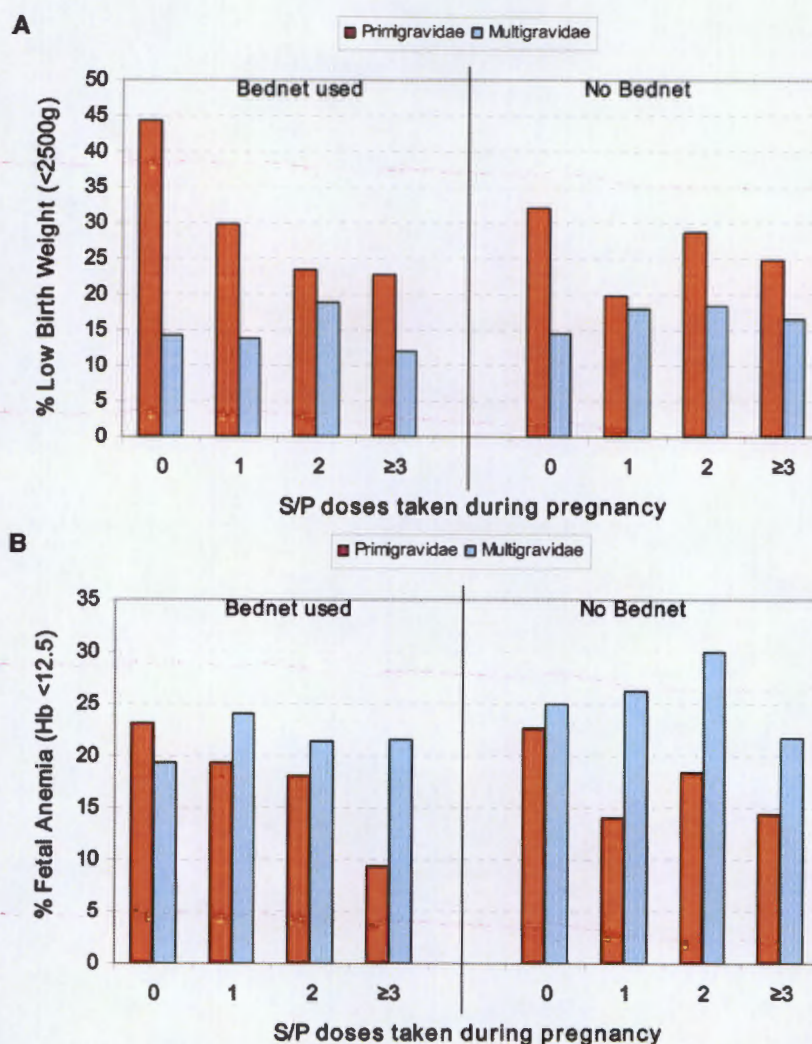 A
Primigravidae Multigravidae
Bednet used No Bednet
% Low Birth Weight (<2500g)
50
45
40
35
30
25
20
15
10
5
0
0 1 2 ≥3 0 1 2 ≥3
S/P doses taken during pregnancy
B
Primigravidae Multigravidae
Bednet used No Bednet
% Fetal Anemia (Hb <12.5)
35
30
25
20
15
10
5
0
0 1 2 ≥3 0 1 2 ≥3
S/P doses taken during pregnancy